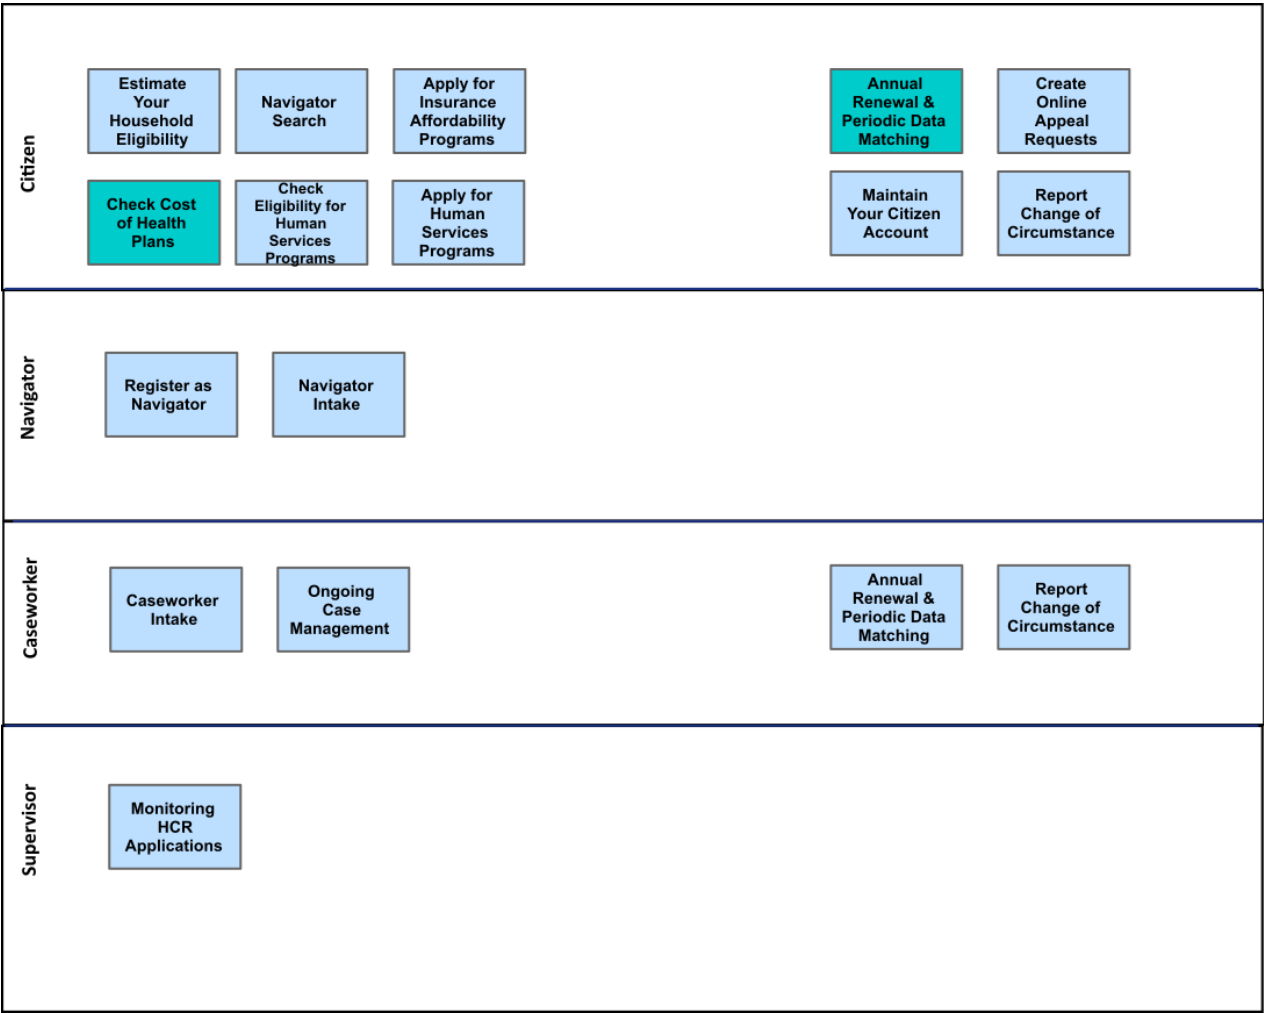 Citizen
Estimate
Your
Household
Eligibility
Navigator
Search
Apply for
Insurance
Affordability
Programs
Annual
Renewal &
Periodic Data
Matching
Create
Online
Appeal
Requests
Check Cost
of Health
Plans
Check
Eligibility for
Human
Services
Programs
Apply for
Human
Services
Programs
Maintain
Your Citizen
Account
Report
Change of
Circumstance
Navigator
Register as
Navigator
Navigator
Intake
Caseworker
Caseworker
Intake
Ongoing
Case
Management
Annual
Renewal &
Periodic Data
Matching
Report
Change of
Circumstance
Supervisor
Monitoring
HCR
Applications